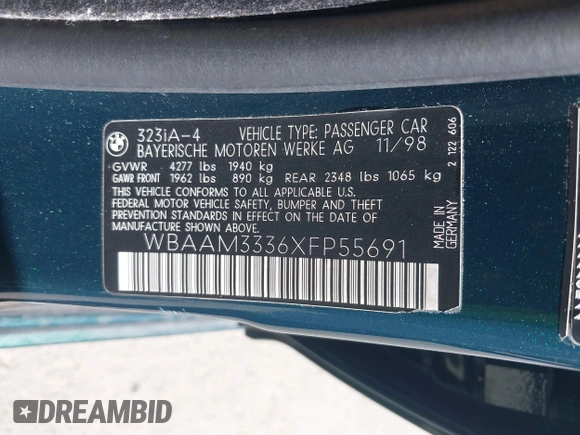 BMW
323iA-4 VEHICLE TYPE: PASSENGER CAR
BAYERISCHE MOTOREN WERKE AG 11/98
GVWR 4277 lbs 1940 kg
GAWR FRONT 1962 lbs 890 kg REAR 2348 lbs 1065 kg
THIS VEHICLE CONFORMS TO ALL APPLICABLE U.S.
FEDERAL MOTOR VEHICLE SAFETY, BUMPER AND THEFT
PREVENTION STANDARDS IN EFFECT ON THE DATE OF
MANUFACTURE SHOWN ABOVE.
WBAAM3336XFP55691
MADE IN
GERMANY
2 122 606
DREAMBID